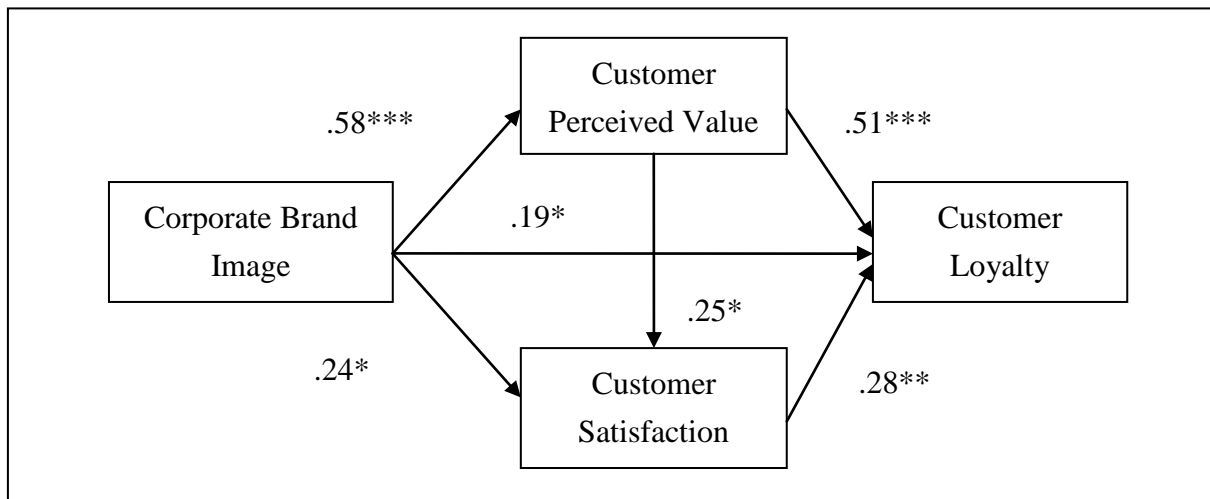 Customer
Perceived Value
.58***
.51***
Corporate Brand
Image
.19*
Customer
Loyalty
.25*
.24*
Customer
Satisfaction
.28**